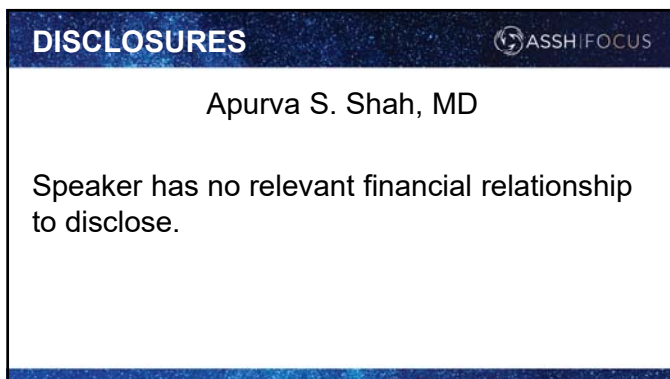 DISCLOSURES
ASSH|FOCUS
Apurva S. Shah, MD
Speaker has no relevant financial relationship
to disclose.